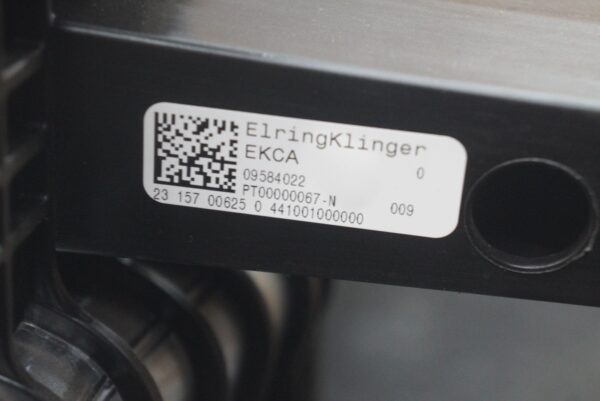 ElringKlinger
EKCA 0
09584022
PT00000067-N 009
23 157 00625 0 441001000000